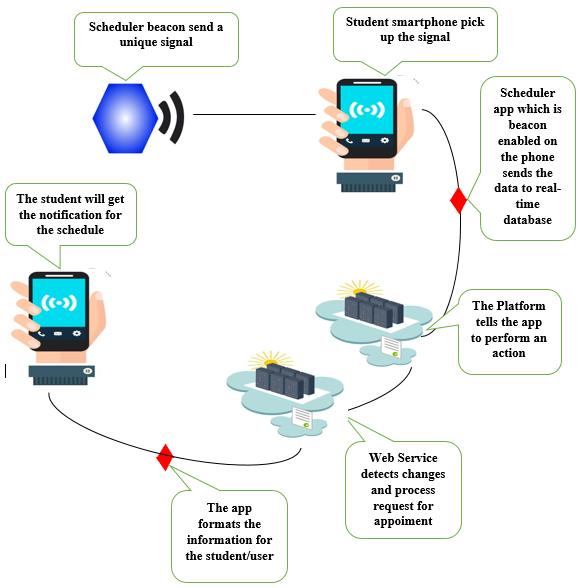 Scheduler beacon send a
unique signal
Student smartphone pick
up the signal
Scheduler
app which is
beacon
enabled on
the phone
sends the
data to real-
time
database
The student will get
the notification for
the schedule
The Platform
tells the app
to perform an
action
Web Service
detects changes
and process
request for
appoiment
The app
formats the
information for
the student/user